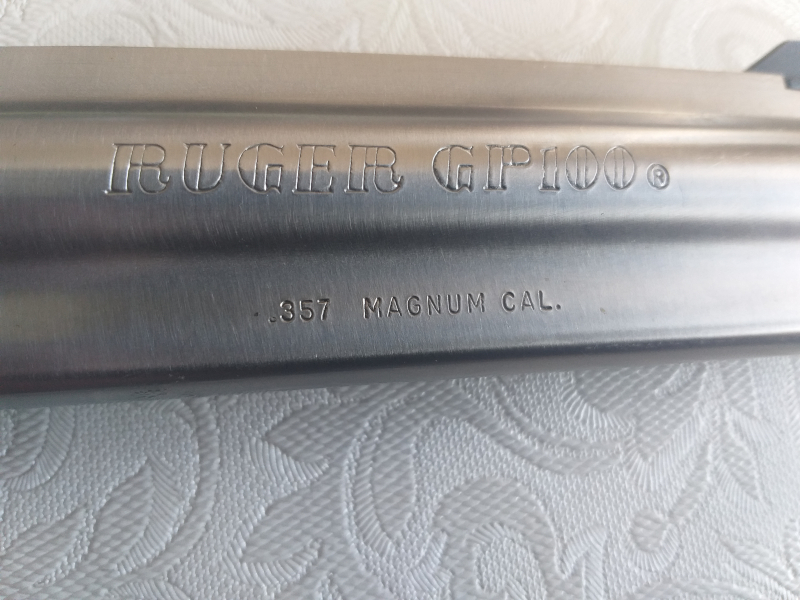 RUGER GP100®
.357 MAGNUM CAL.